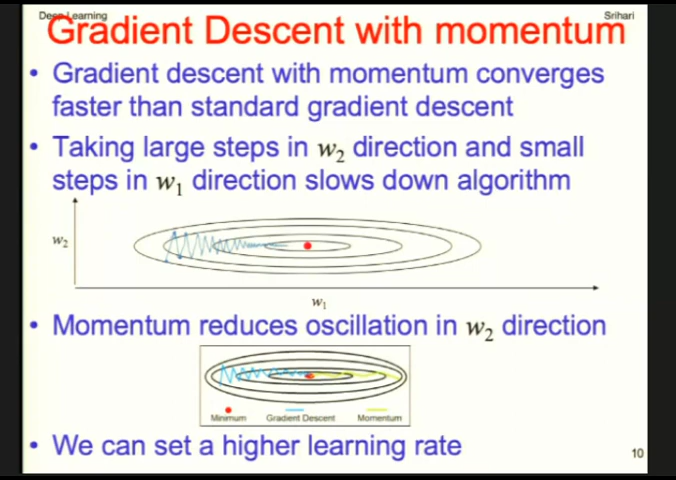 Deep Learning
Srihari
Gradient Descent with momentum
• Gradient descent with momentum converges
faster than standard gradient descent
• Taking large steps in w₂ direction and small
steps in w₁ direction slows down algorithm
w₂
w₁
• Momentum reduces oscillation in w₂ direction
Minimum Gradient Descent Momentum
• We can set a higher learning rate
10